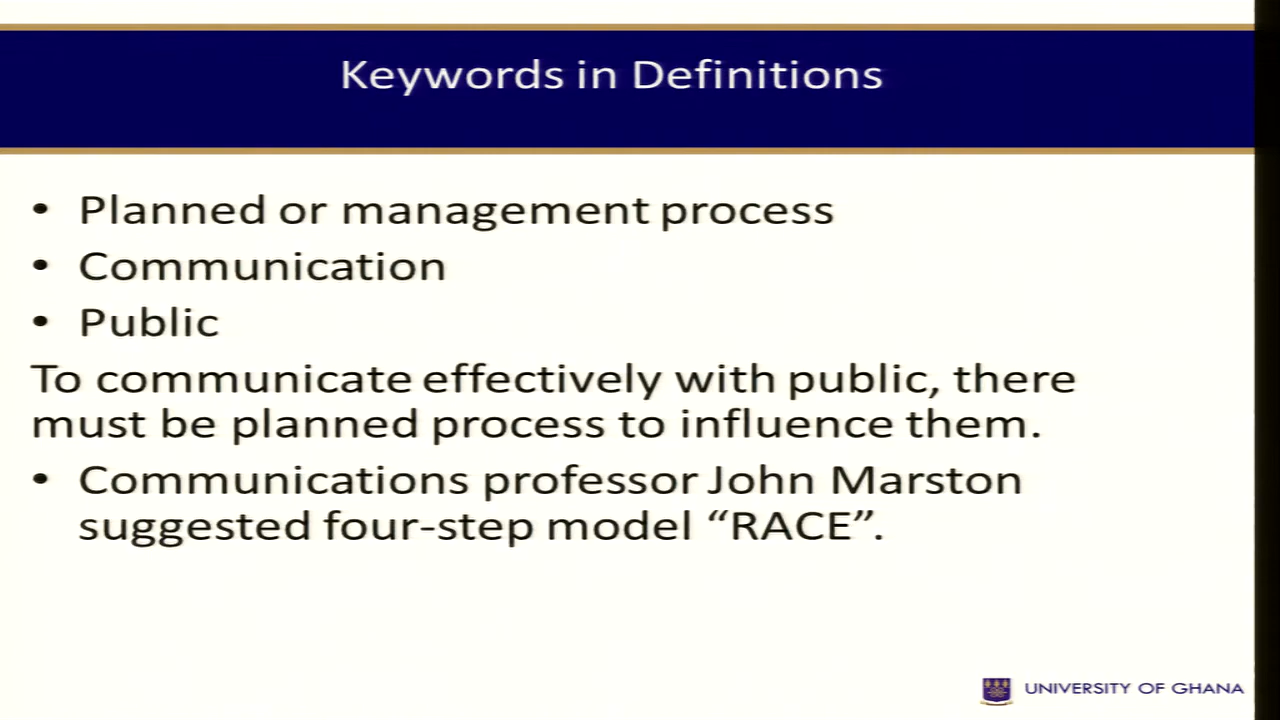 Keywords in Definitions
• Planned or management process
• Communication
• Public
To communicate effectively with public, there
must be planned process to influence them.
• Communications professor John Marston
suggested four-step model “RACE”.
UNIVERSITY OF GHANA